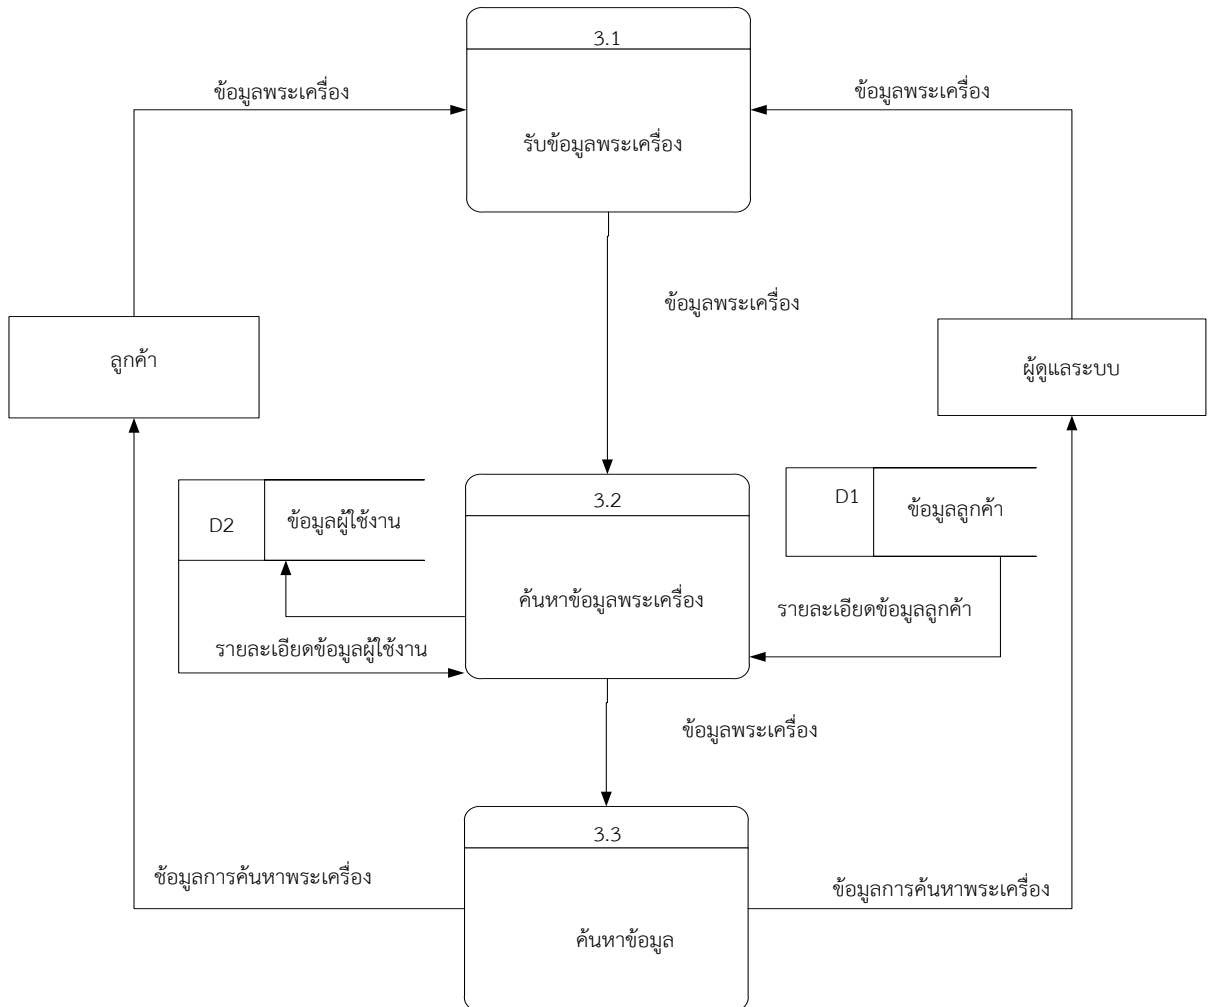 3.1
ข้อมูลพระเครื่อง
ข้อมูลพระเครื่อง
รับข้อมูลพระเครื่อง
ข้อมูลพระเครื่อง
ลูกค้า
ผู้ดูแลระบบ
D2
ข้อมูลผู้ใช้งาน
3.2
D1
ข้อมูลลูกค้า
ค้นหาข้อมูลพระเครื่อง
รายละเอียดข้อมูลลูกค้า
รายละเอียดข้อมูลผู้ใช้งาน
ข้อมูลพระเครื่อง
3.3
ช้อมูลการค้นหาพระเครื่อง
ข้อมูลการค้นหาพระเครื่อง
ค้นหาข้อมูล